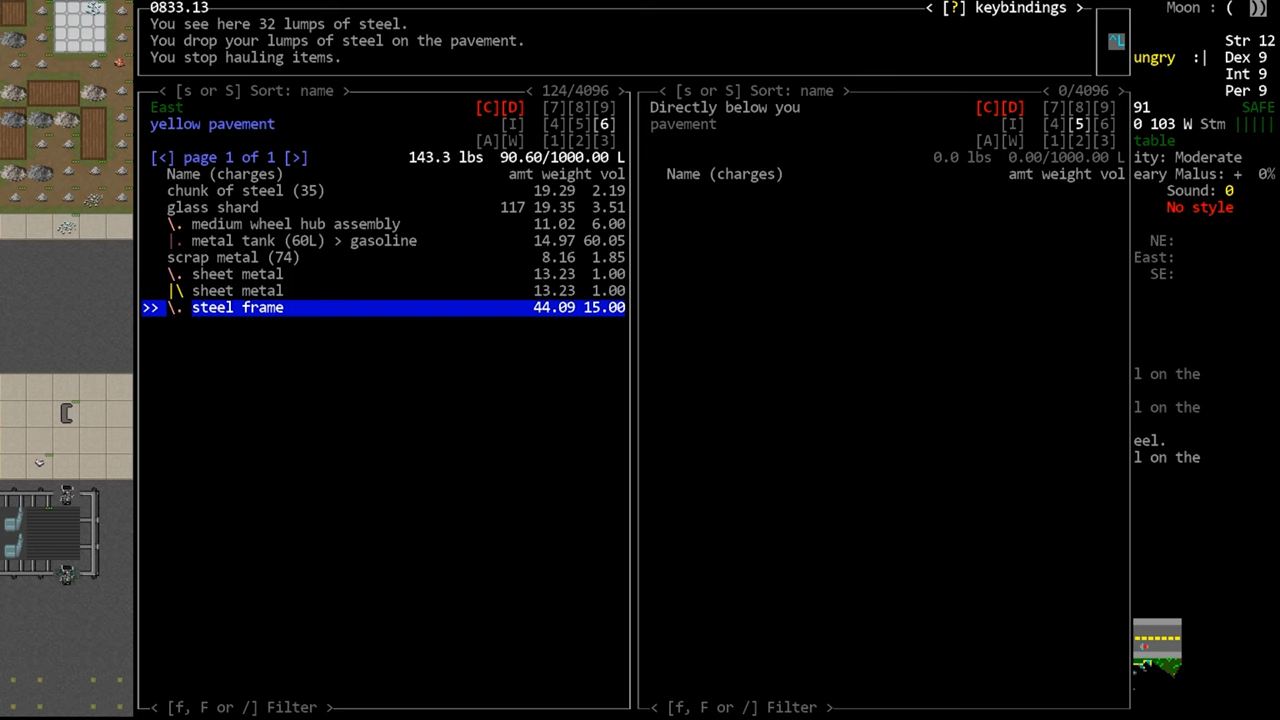 0833.13
< [?] keybindings >
Moon : ( ))
You see here 32 lumps of steel.
You drop your lumps of steel on the pavement.
You stop hauling items.
^L
Str 12
ungry :| Dex 9
Int 9
Per 9
91 SAFE
0 103 W Stm |||||
table
ity: Moderate
eary Malus: + 0%
Sound: 0
No style
NE:
East:
SE:
l on the
l on the
eel.
l on the
< [s or S] Sort: name > 124/4096 >
East [C][D] [7][8][9]
yellow pavement [I] [4][5][6]
[A][W] [1][2][3]
[<] page 1 of 1 [>] 143.3 lbs 90.60/1000.00 L
Name (charges) amt weight vol
chunk of steel (35) 19.29 2.19
glass shard 117 19.35 3.51
\. medium wheel hub assembly 11.02 6.00
|. metal tank (60L) > gasoline 14.97 60.05
scrap metal (74) 8.16 1.85
\. sheet metal 13.23 1.00
|\ sheet metal 13.23 1.00
>> \. steel frame 44.09 15.00
< [f, F or /] Filter >
< [s or S] Sort: name > < 0/4096 >
Directly below you [C][D] [7][8][9]
pavement [I] [4][5][6]
[A][W] [1][2][3]
0.0 lbs 0.00/1000.00 L
Name (charges) amt weight vol
< [f, F or /] Filter >